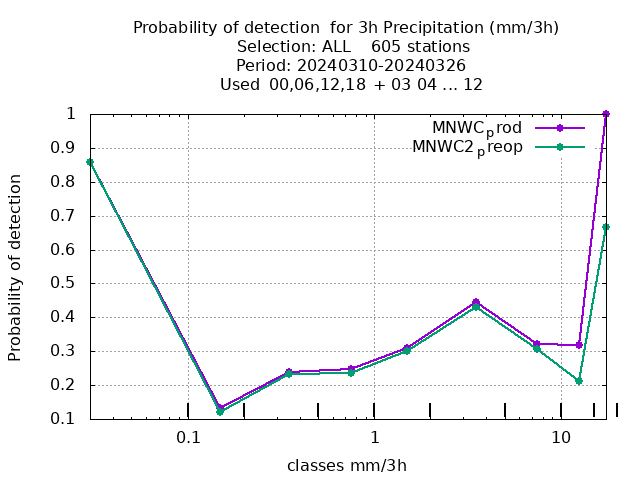 Probability of detection  for 3h Precipitation (mm/3h)
Selection: ALL    605 stations
Period: 20240310-20240326
Used  00,06,12,18  + 03 04 ... 12
MNWC_prod
MNWC2_preop
1
0.9
0.8
0.7
0.6
0.5
0.4
0.3
0.2
0.1
Probability of detection
0.1 1 10
classes mm/3h